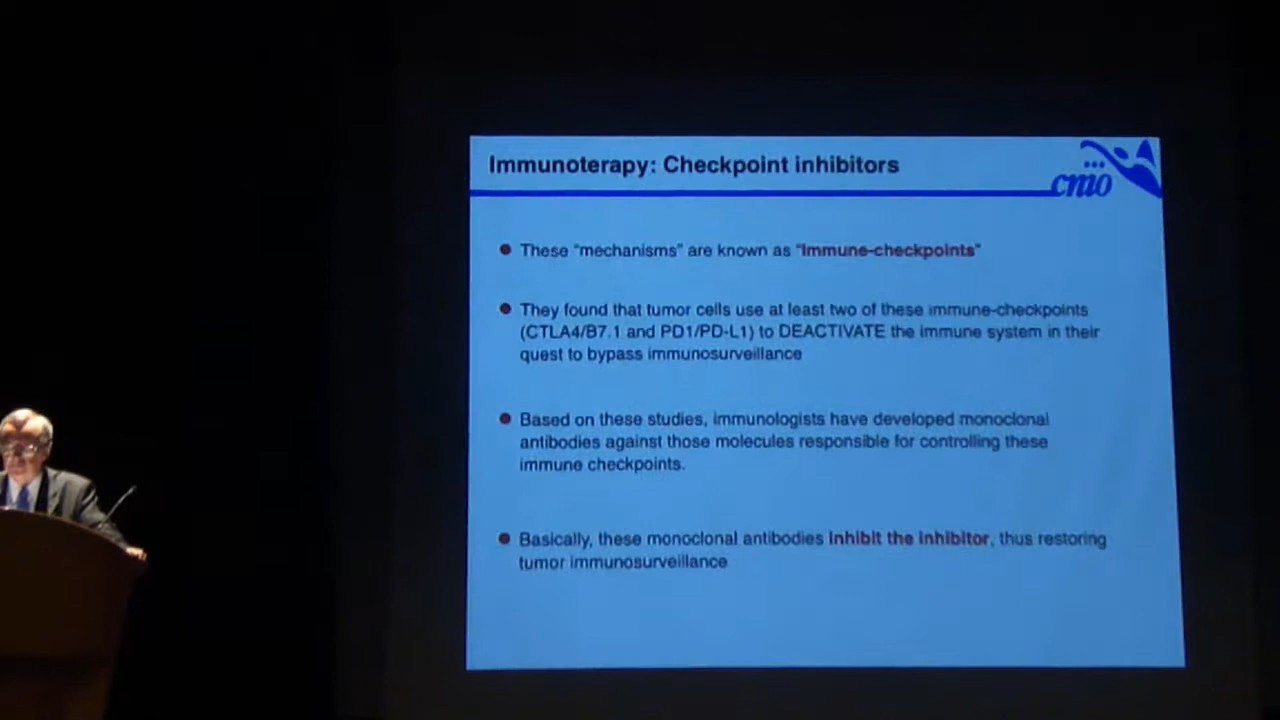 Immunoterapy: Checkpoint inhibitors
cnio
● These “mechanisms” are known as “Immune-checkpoints”
● They found that tumor cells use at least two of these immune-checkpoints
(CTLA4/B7.1 and PD1/PD-L1) to DEACTIVATE the immune system in their
quest to bypass immunosurveillance
● Based on these studies, immunologists have developed monoclonal
antibodies against those molecules responsible for controlling these
immune checkpoints.
● Basically, these monoclonal antibodies inhibit the inhibitor, thus restoring
tumor immunosurveillance